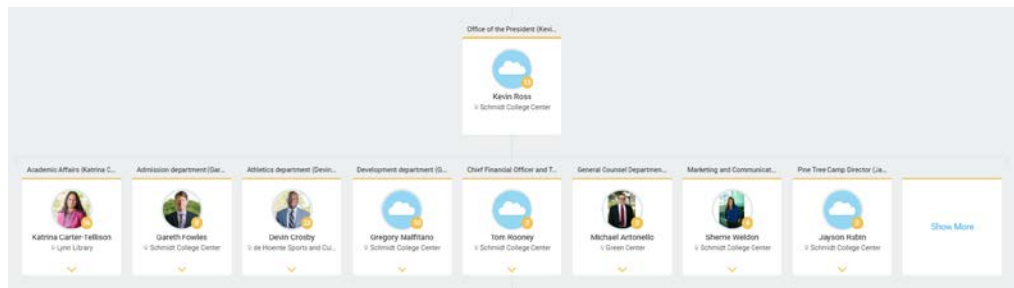 Office of the President (Kevi...
Kevin Ross
Schmidt College Center
Academic Affairs (Katrina C...
Admission department (Gar...
Athletics department (Devin...
Development department (G...
Chief Financial Officer and T...
General Counsel Departmen...
Marketing and Communicat...
Pine Tree Camp Director (Ja...
Katrina Carter-Tellison
Gareth Fowles
Devin Crosby
Gregory Malfitano
Tom Rooney
Michael Antonello
Sherrie Weldon
Jayson Rabin
Show More
Lynn Library
Schmidt College Center
de Hoernle Sports and Cu...
Schmidt College Center
Schmidt College Center
Green Center
Schmidt College Center
Schmidt College Center